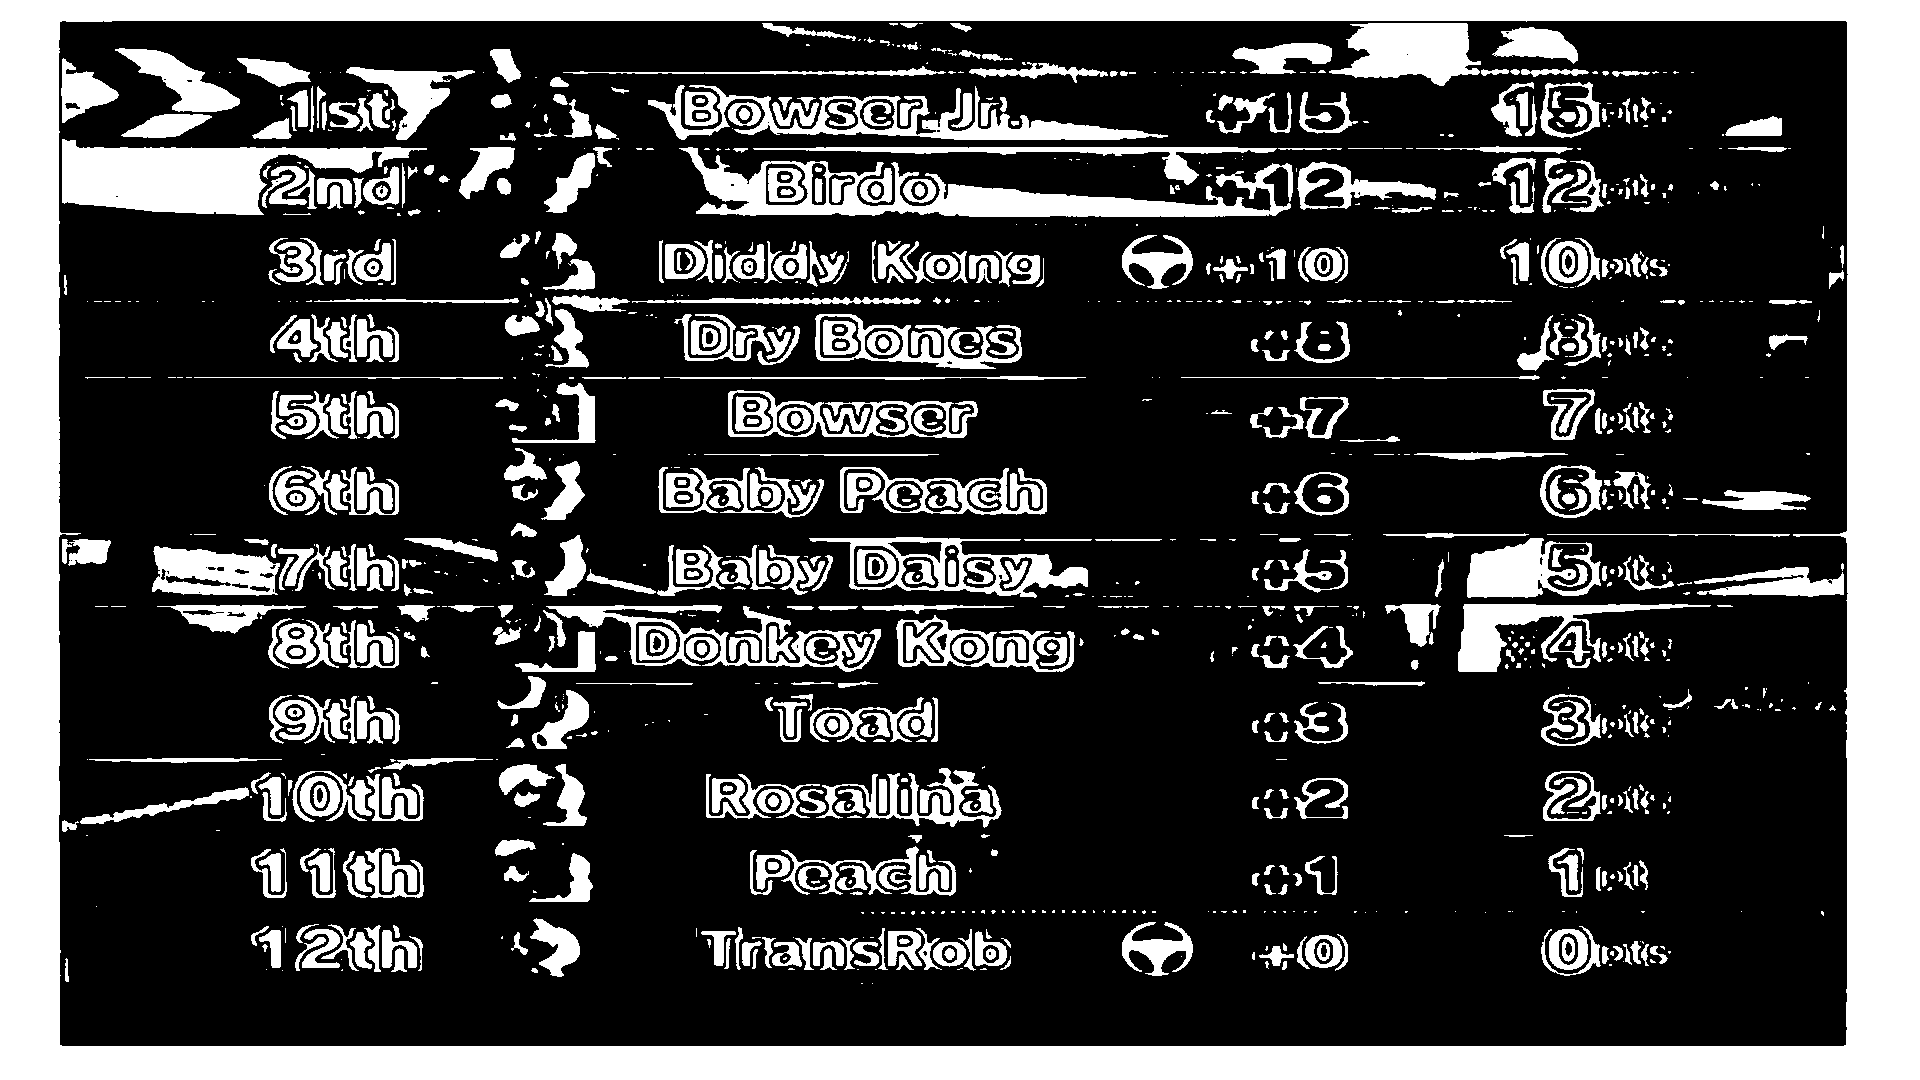 1st Bowser Jr. +15 15pts
2nd Birdo +12 12pts
3rd Diddy Kong +10 10pts
4th Dry Bones +8 8pts
5th Bowser +7 7pts
6th Baby Peach +6 6pts
7th Baby Daisy +5 5pts
8th Donkey Kong +4 4pts
9th Toad +3 3pts
10th Rosalina +2 2pts
11th Peach +1 1pt
12th TransRob +0 0pts